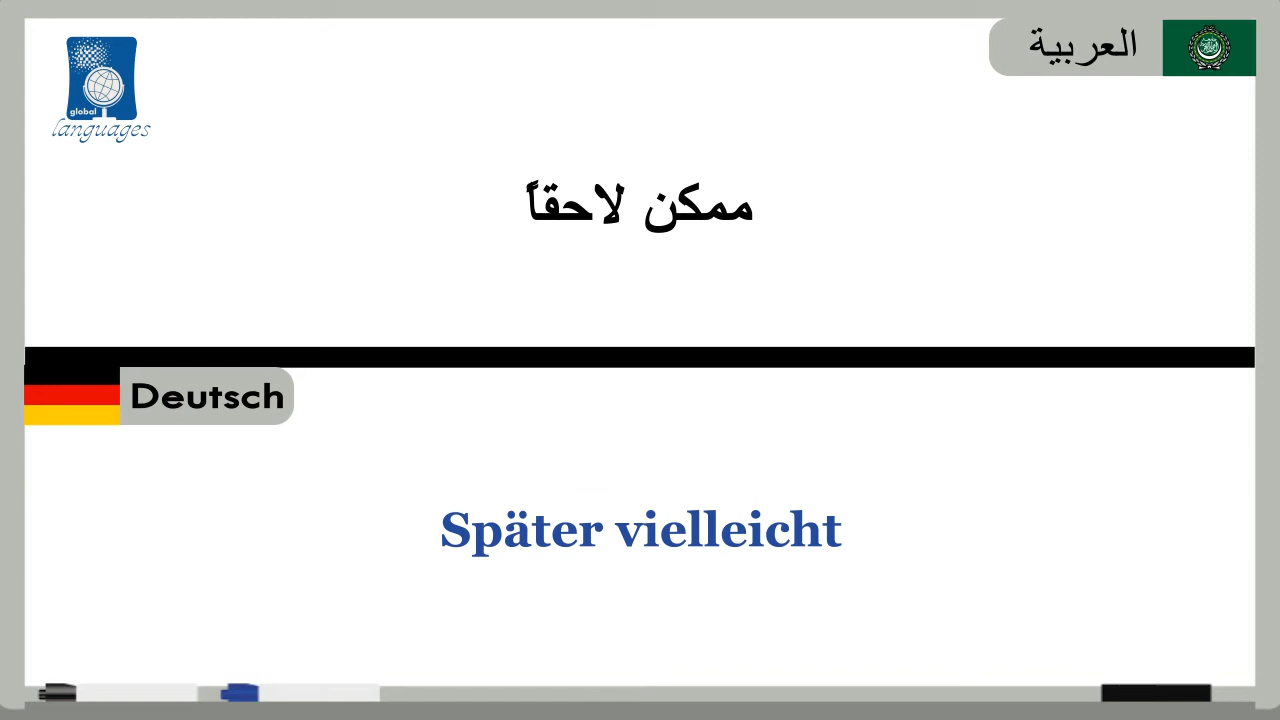 العربية
global
languages
ممكن لاحقاً
Deutsch
Später vielleicht